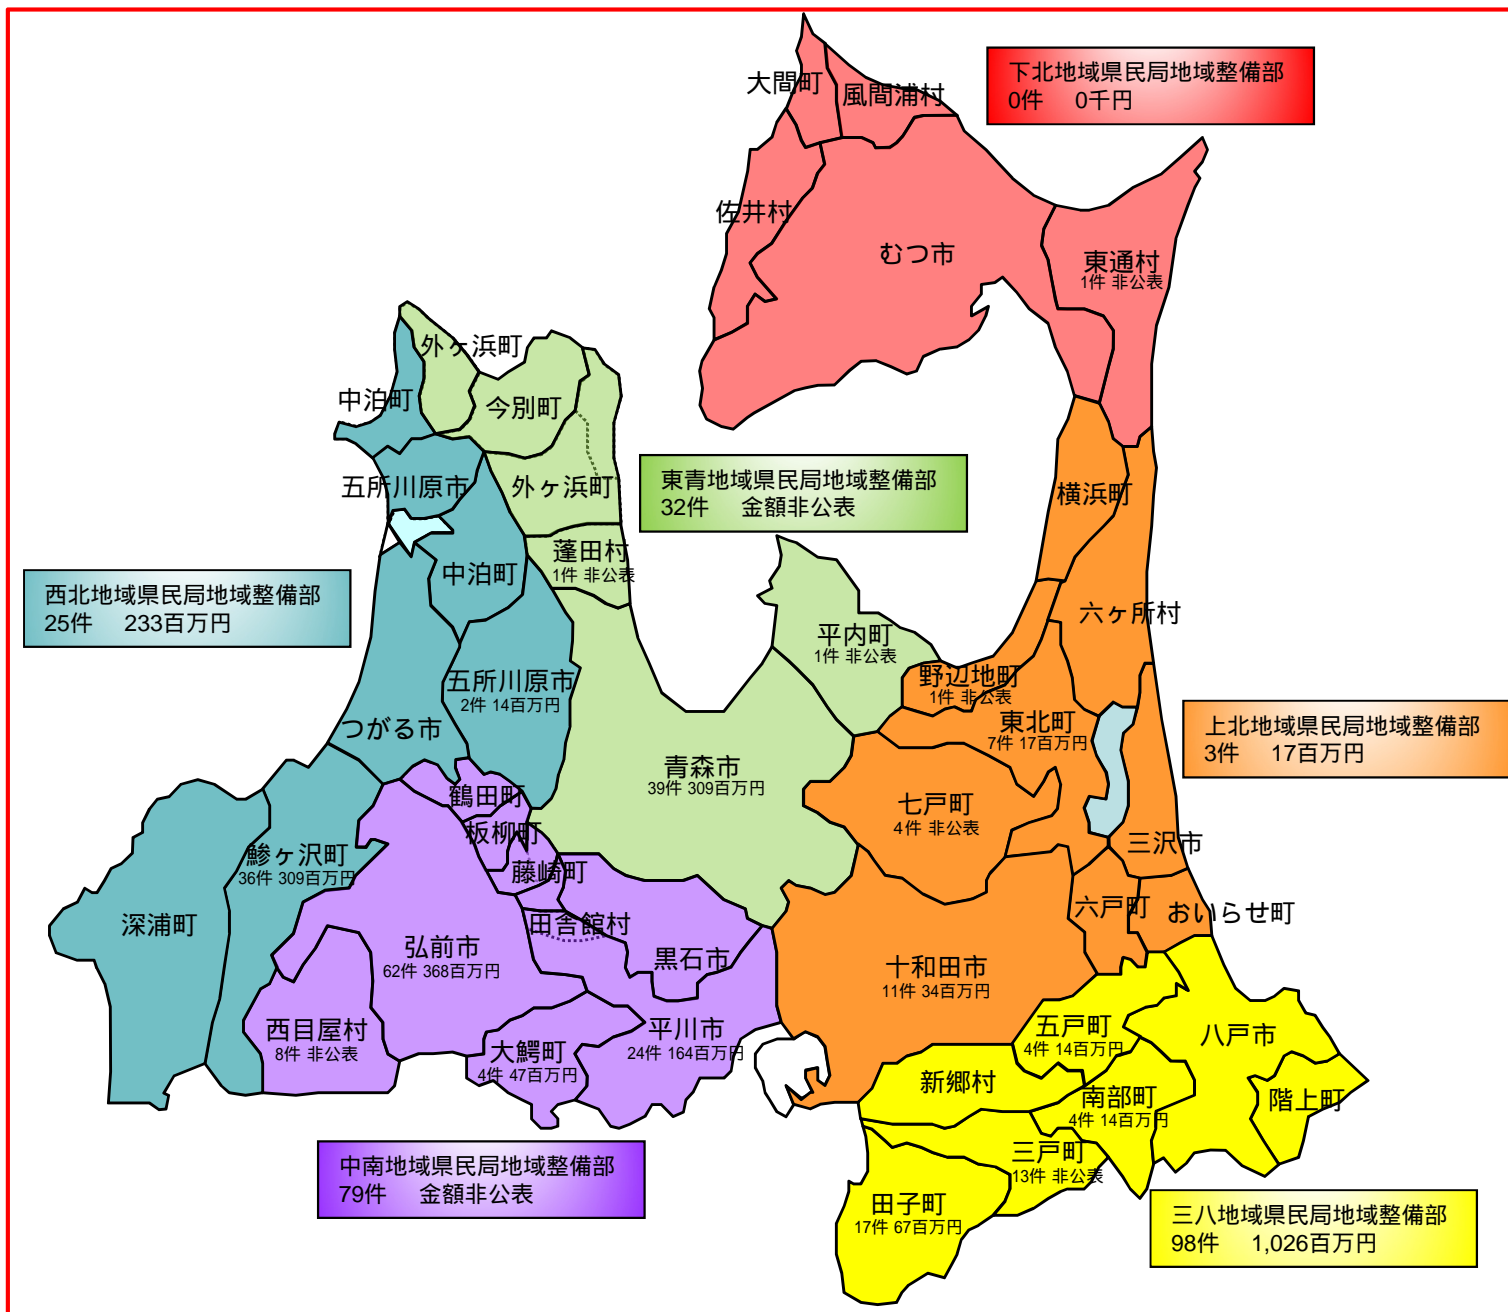 下北地域県民局地域整備部
0件 0千円
大間町
風間浦村
佐井村
むつ市
東通村
1件 非公表
外ヶ浜町
中泊町
今別町
五所川原市
外ヶ浜町
東青地域県民局地域整備部
32件 金額非公表
横浜町
蓬田村
1件 非公表
中泊町
西北地域県民局地域整備部
25件 233百万円
六ヶ所村
平内町
1件 非公表
野辺地町
1件 非公表
五所川原市
2件 14百万円
つがる市
東北町
7件 17百万円
上北地域県民局地域整備部
3件 17百万円
青森市
39件 309百万円
鶴田町
七戸町
4件 非公表
板柳町
三沢市
鰺ヶ沢町
36件 309百万円
藤崎町
深浦町
田舎館村
六戸町
おいらせ町
弘前市
62件 368百万円
黒石市
十和田市
11件 34百万円
西目屋村
8件 非公表
大鰐町
4件 47百万円
平川市
24件 164百万円
五戸町
4件 14百万円
八戸市
新郷村
南部町
4件 14百万円
階上町
中南地域県民局地域整備部
79件 金額非公表
三戸町
13件 非公表
田子町
17件 67百万円
三八地域県民局地域整備部
98件 1,026百万円